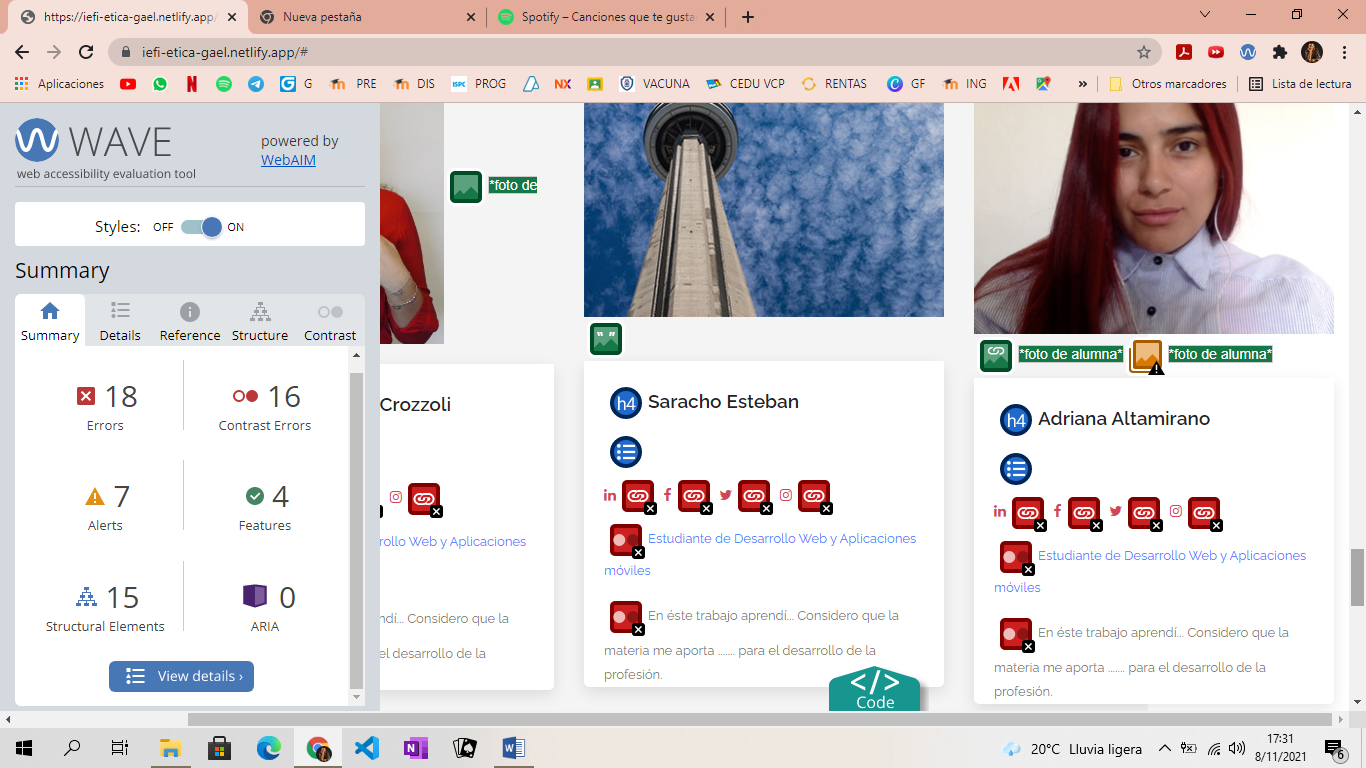 https://iefi-etica-gael.netlify.app/
Nueva pestaña
Spotify – Canciones que te gusta
iefi-etica-gael.netlify.app/#
Aplicaciones
G
PRE
DIS
ISPC
PROG
NX
VACUNA
CEDU VCP
RENTAS
GF
ING
»
Otros marcadores
Lista de lectura
WAVE
powered by
WebAIM
web accessibility evaluation tool
Styles: OFF ON
Summary
Summary Details Reference Structure Contrast
18 16
Errors Contrast Errors
7 4
Alerts Features
15 0
Structural Elements ARIA
View details ›
*foto de
Crozzoli
rollo Web y Aplicaciones
ndí... Considero que la
el desarrollo de la
h4 Saracho Esteban
Estudiante de Desarrollo Web y Aplicaciones
móviles
En éste trabajo aprendí... Considero que la
materia me aporta ....... para el desarrollo de la
profesión.
*foto de alumna* *foto de alumna*
h4 Adriana Altamirano
Estudiante de Desarrollo Web y Aplicaciones
móviles
En éste trabajo aprendí... Considero que la
materia me aporta ....... para el desarrollo de la
profesión.
</>
Code
20°C Lluvia ligera
17:31
8/11/2021
6